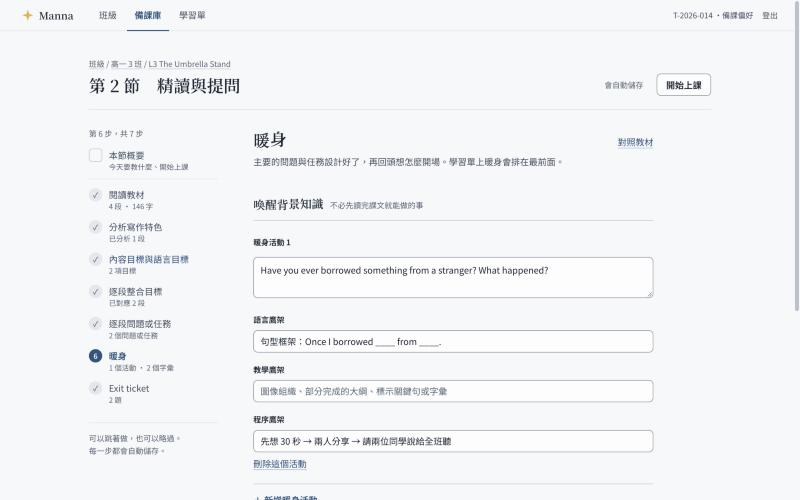 Manna
班級
備課庫
學習單
T-2026-014 ・備課偏好
登出
班級 / 高一 3 班 / L3 The Umbrella Stand
第 2 節　精讀與提問
會自動儲存
開始上課
第 6 步，共 7 步
本節概要
今天要教什麼、開始上課
閱讀教材
4 段 ・ 146 字
分析寫作特色
已分析 1 段
內容目標與語言目標
2 項目標
逐段整合目標
已對應 2 段
逐段問題或任務
2 個問題或任務
6
暖身
1 個活動 ・ 2 個字彙
Exit ticket
2 題
可以跳著做，也可以略過。
每一步都會自動儲存。
暖身
對照教材
主要的問題與任務設計好了，再回頭想怎麼開場。學習單上暖身會排在最前面。
喚醒背景知識 不必先讀完課文就能做的事
暖身活動 1
Have you ever borrowed something from a stranger? What happened?
語言鷹架
句型框架：Once I borrowed ____ from ____.
教學鷹架
圖像組織、部分完成的大綱、標示關鍵句或字彙
程序鷹架
先想 30 秒 → 兩人分享 → 請兩位同學說給全班聽
刪除這個活動
＋ 新增暖身活動